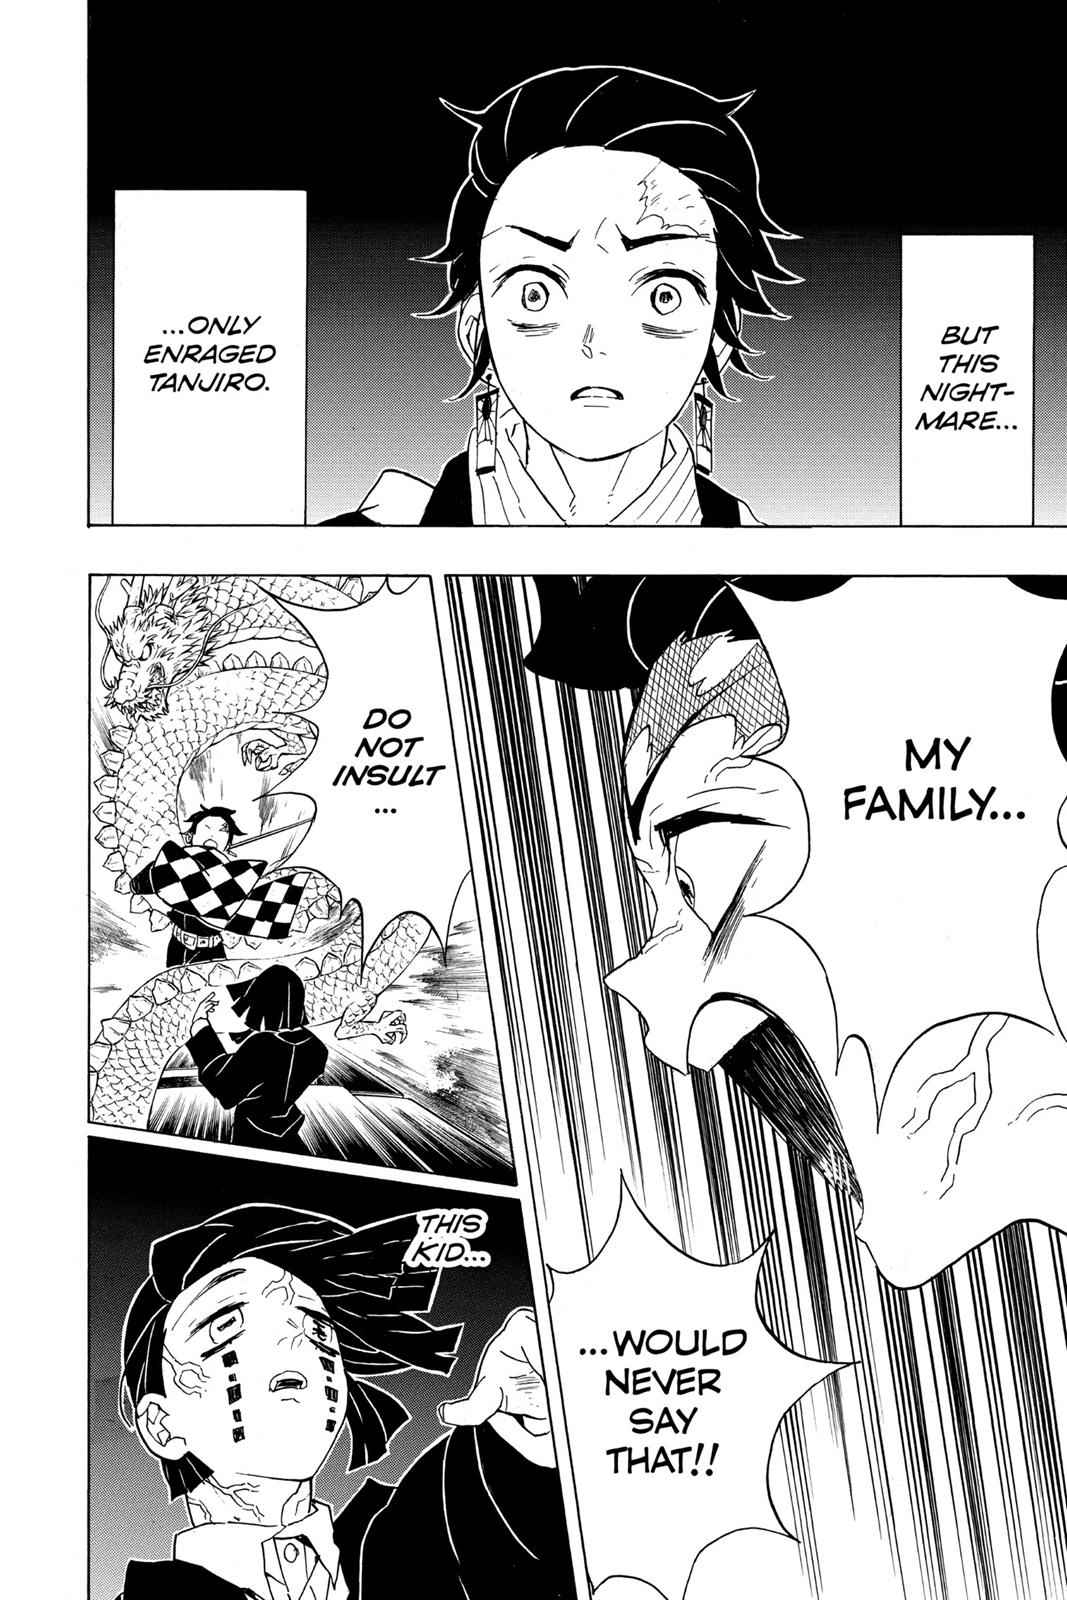 BUT
THIS
NIGHT-
MARE...
...ONLY
ENRAGED
TANJIRO.
MY
FAMILY...
...WOULD
NEVER
SAY
THAT!!
DO
NOT
INSULT
...
THIS
KID...